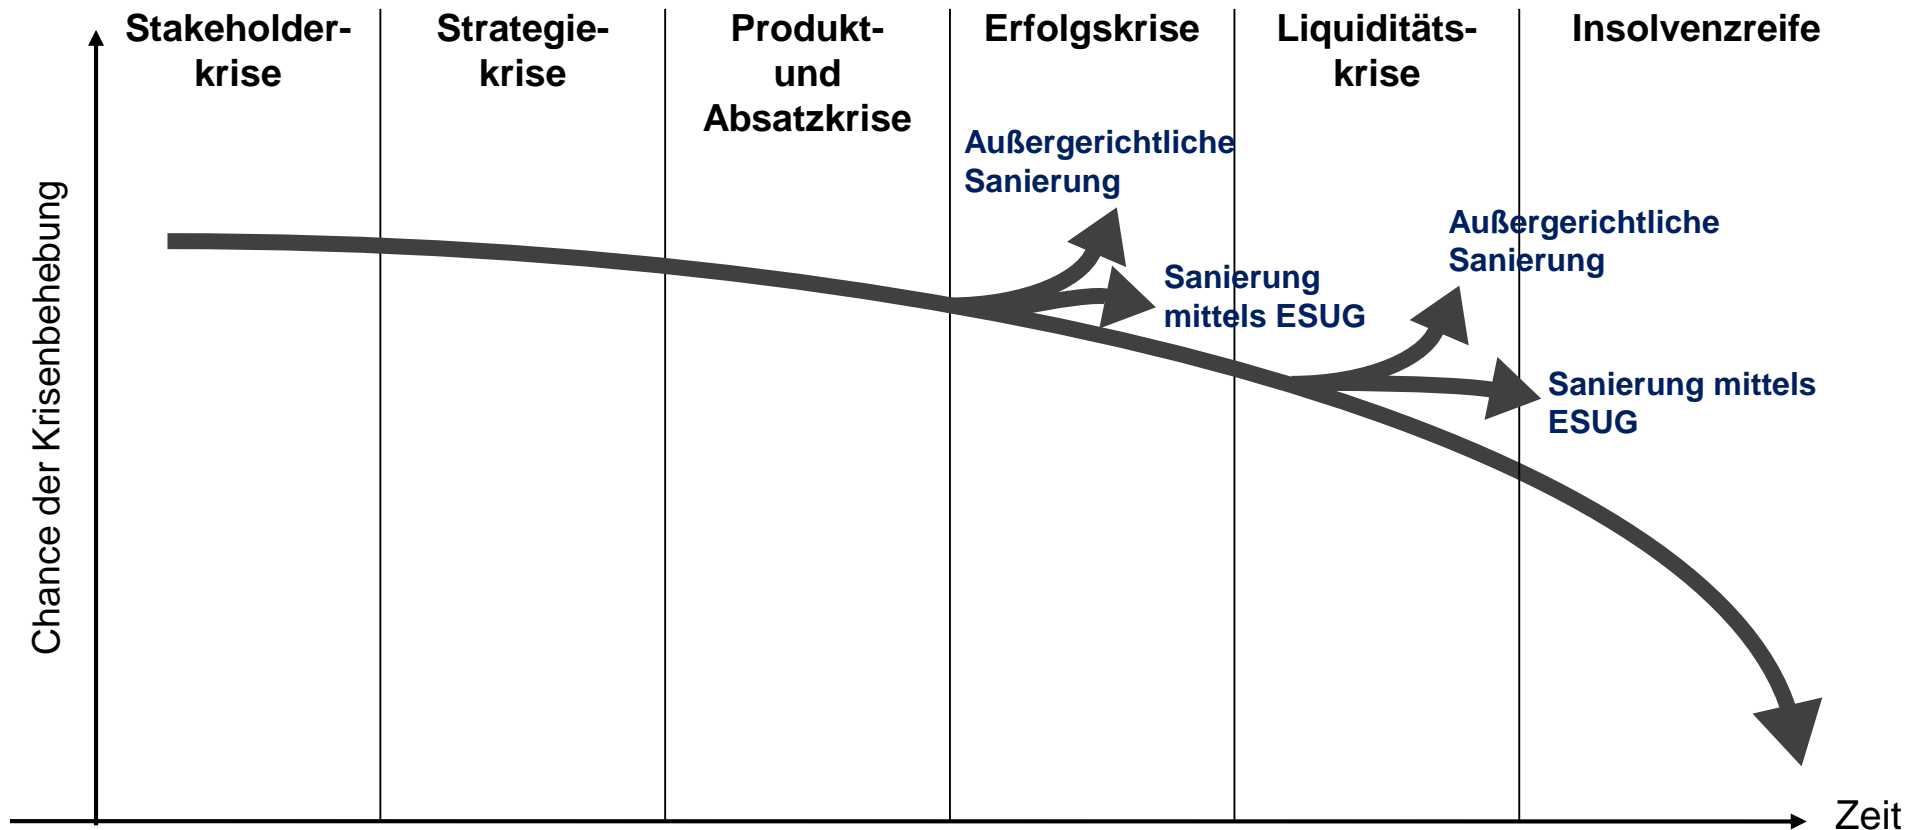 Stakeholder-
krise
Strategie-
krise
Produkt-
und
Absatzkrise
Erfolgskrise
Liquiditäts-
krise
Insolvenzreife
Außergerichtliche
Sanierung
Sanierung
mittels ESUG
Außergerichtliche
Sanierung
Sanierung mittels
ESUG
Chance der Krisenbehebung
Zeit